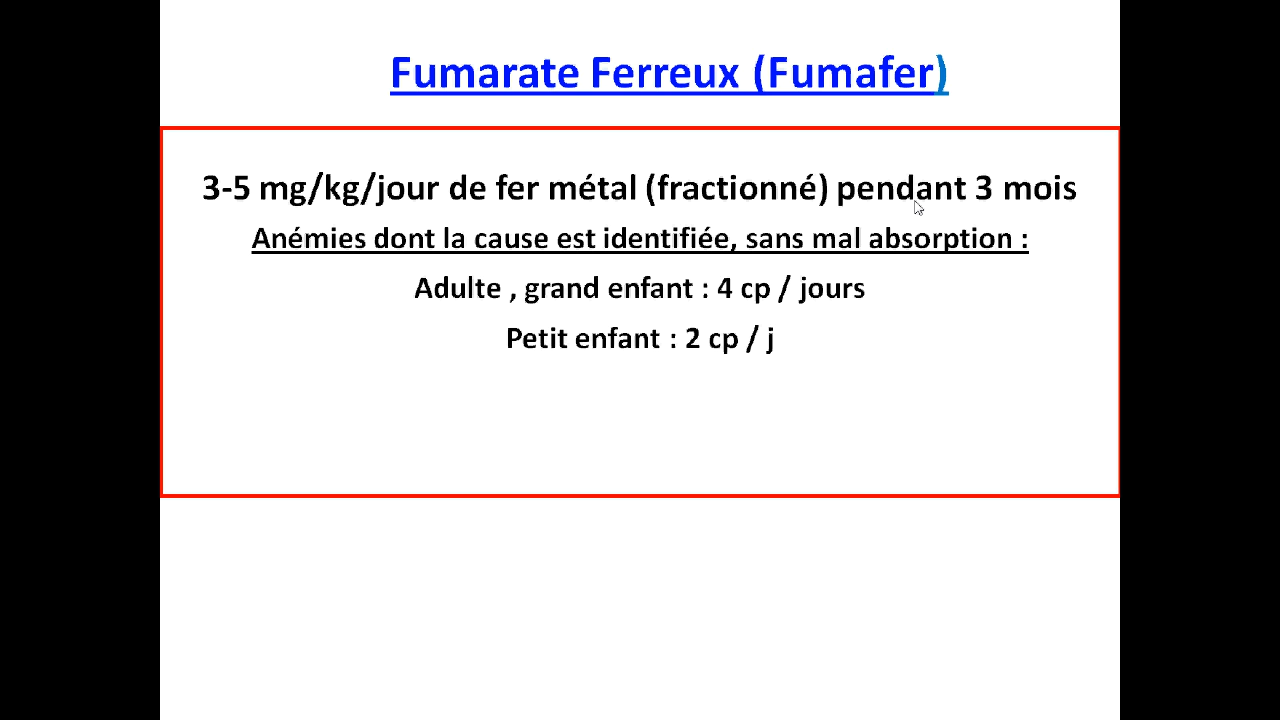 Fumarate Ferreux (Fumafer)
3-5 mg/kg/jour de fer métal (fractionné) pendant 3 mois
Anémies dont la cause est identifiée, sans mal absorption :
Adulte , grand enfant : 4 cp / jours
Petit enfant : 2 cp / j